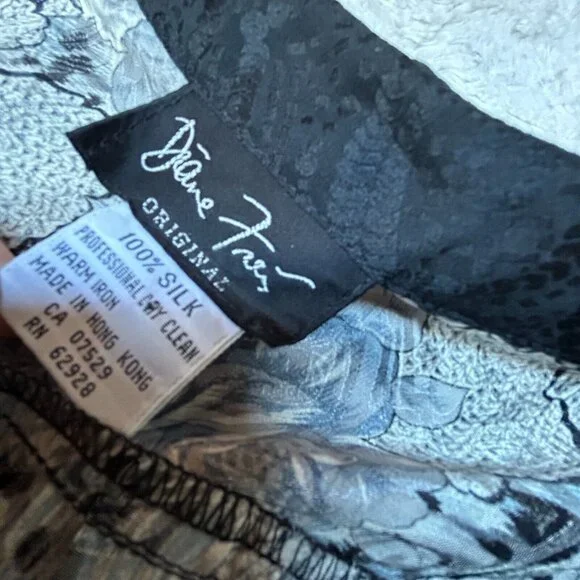 Diane Freis
ORIGINAL
100% SILK
PROFESSIONAL DRY CLEAN
WARM IRON
MADE IN HONG KONG
CA 07529
RN 62928